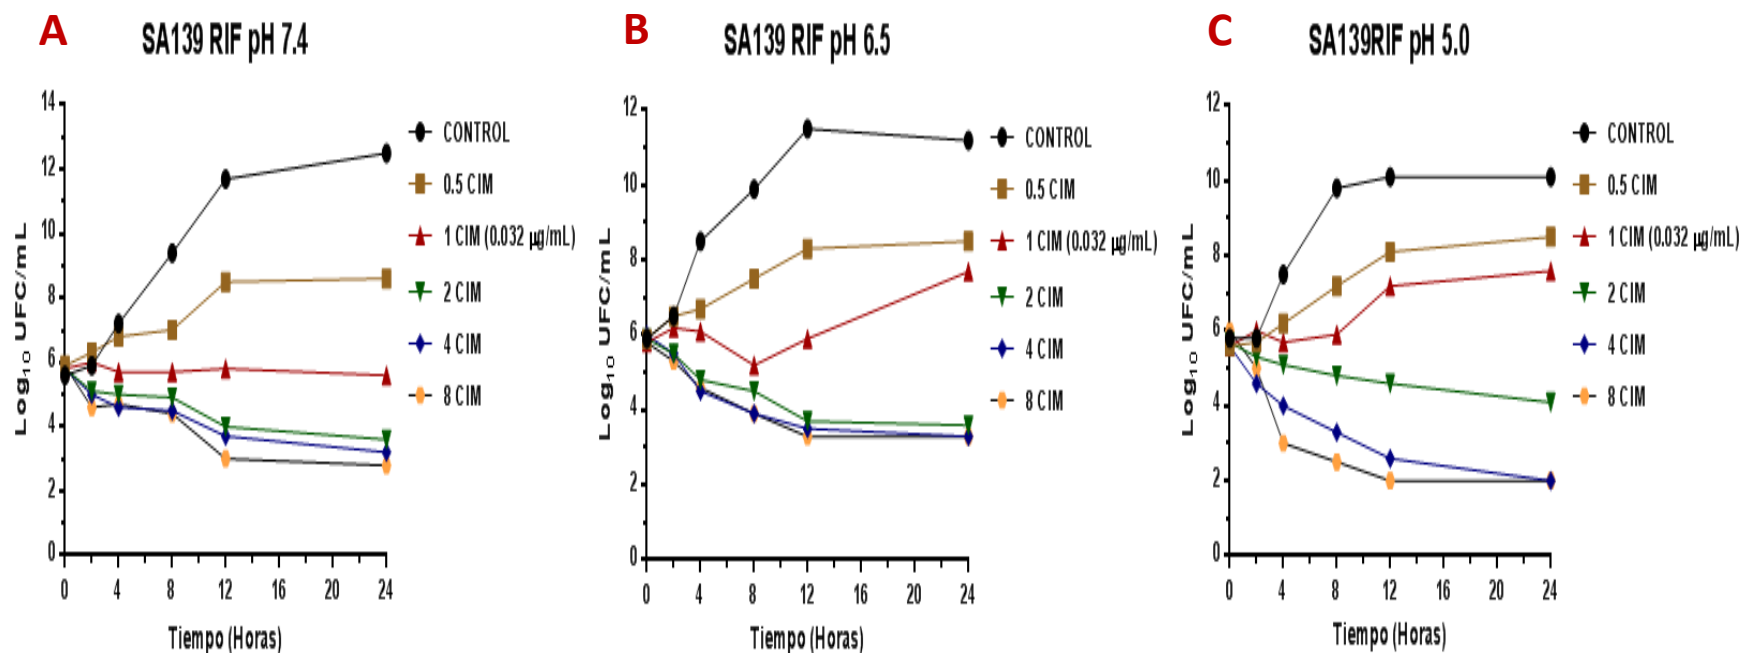 A
SA139 RIF pH 7.4
14
12
10
8
6
4
2
0
Log10 UFC/mL
0 4 8 12 16 20 24
Tiempo (Horas)
CONTROL
0.5 CIM
1 CIM (0.032 µg/mL)
2 CIM
4 CIM
8 CIM
B
SA139 RIF pH 6.5
12
10
8
6
4
2
0
Log10 UFC/mL
0 4 8 12 16 20 24
Tiempo (Horas)
CONTROL
0.5 CIM
1 CIM (0.032 µg/mL)
2 CIM
4 CIM
8 CIM
C
SA139RIF pH 5.0
12
10
8
6
4
2
0
Log10 UFC/mL
0 4 8 12 16 20 24
Tiempo (Horas)
CONTROL
0.5 CIM
1 CIM (0.032 µg/mL)
2 CIM
4 CIM
8 CIM